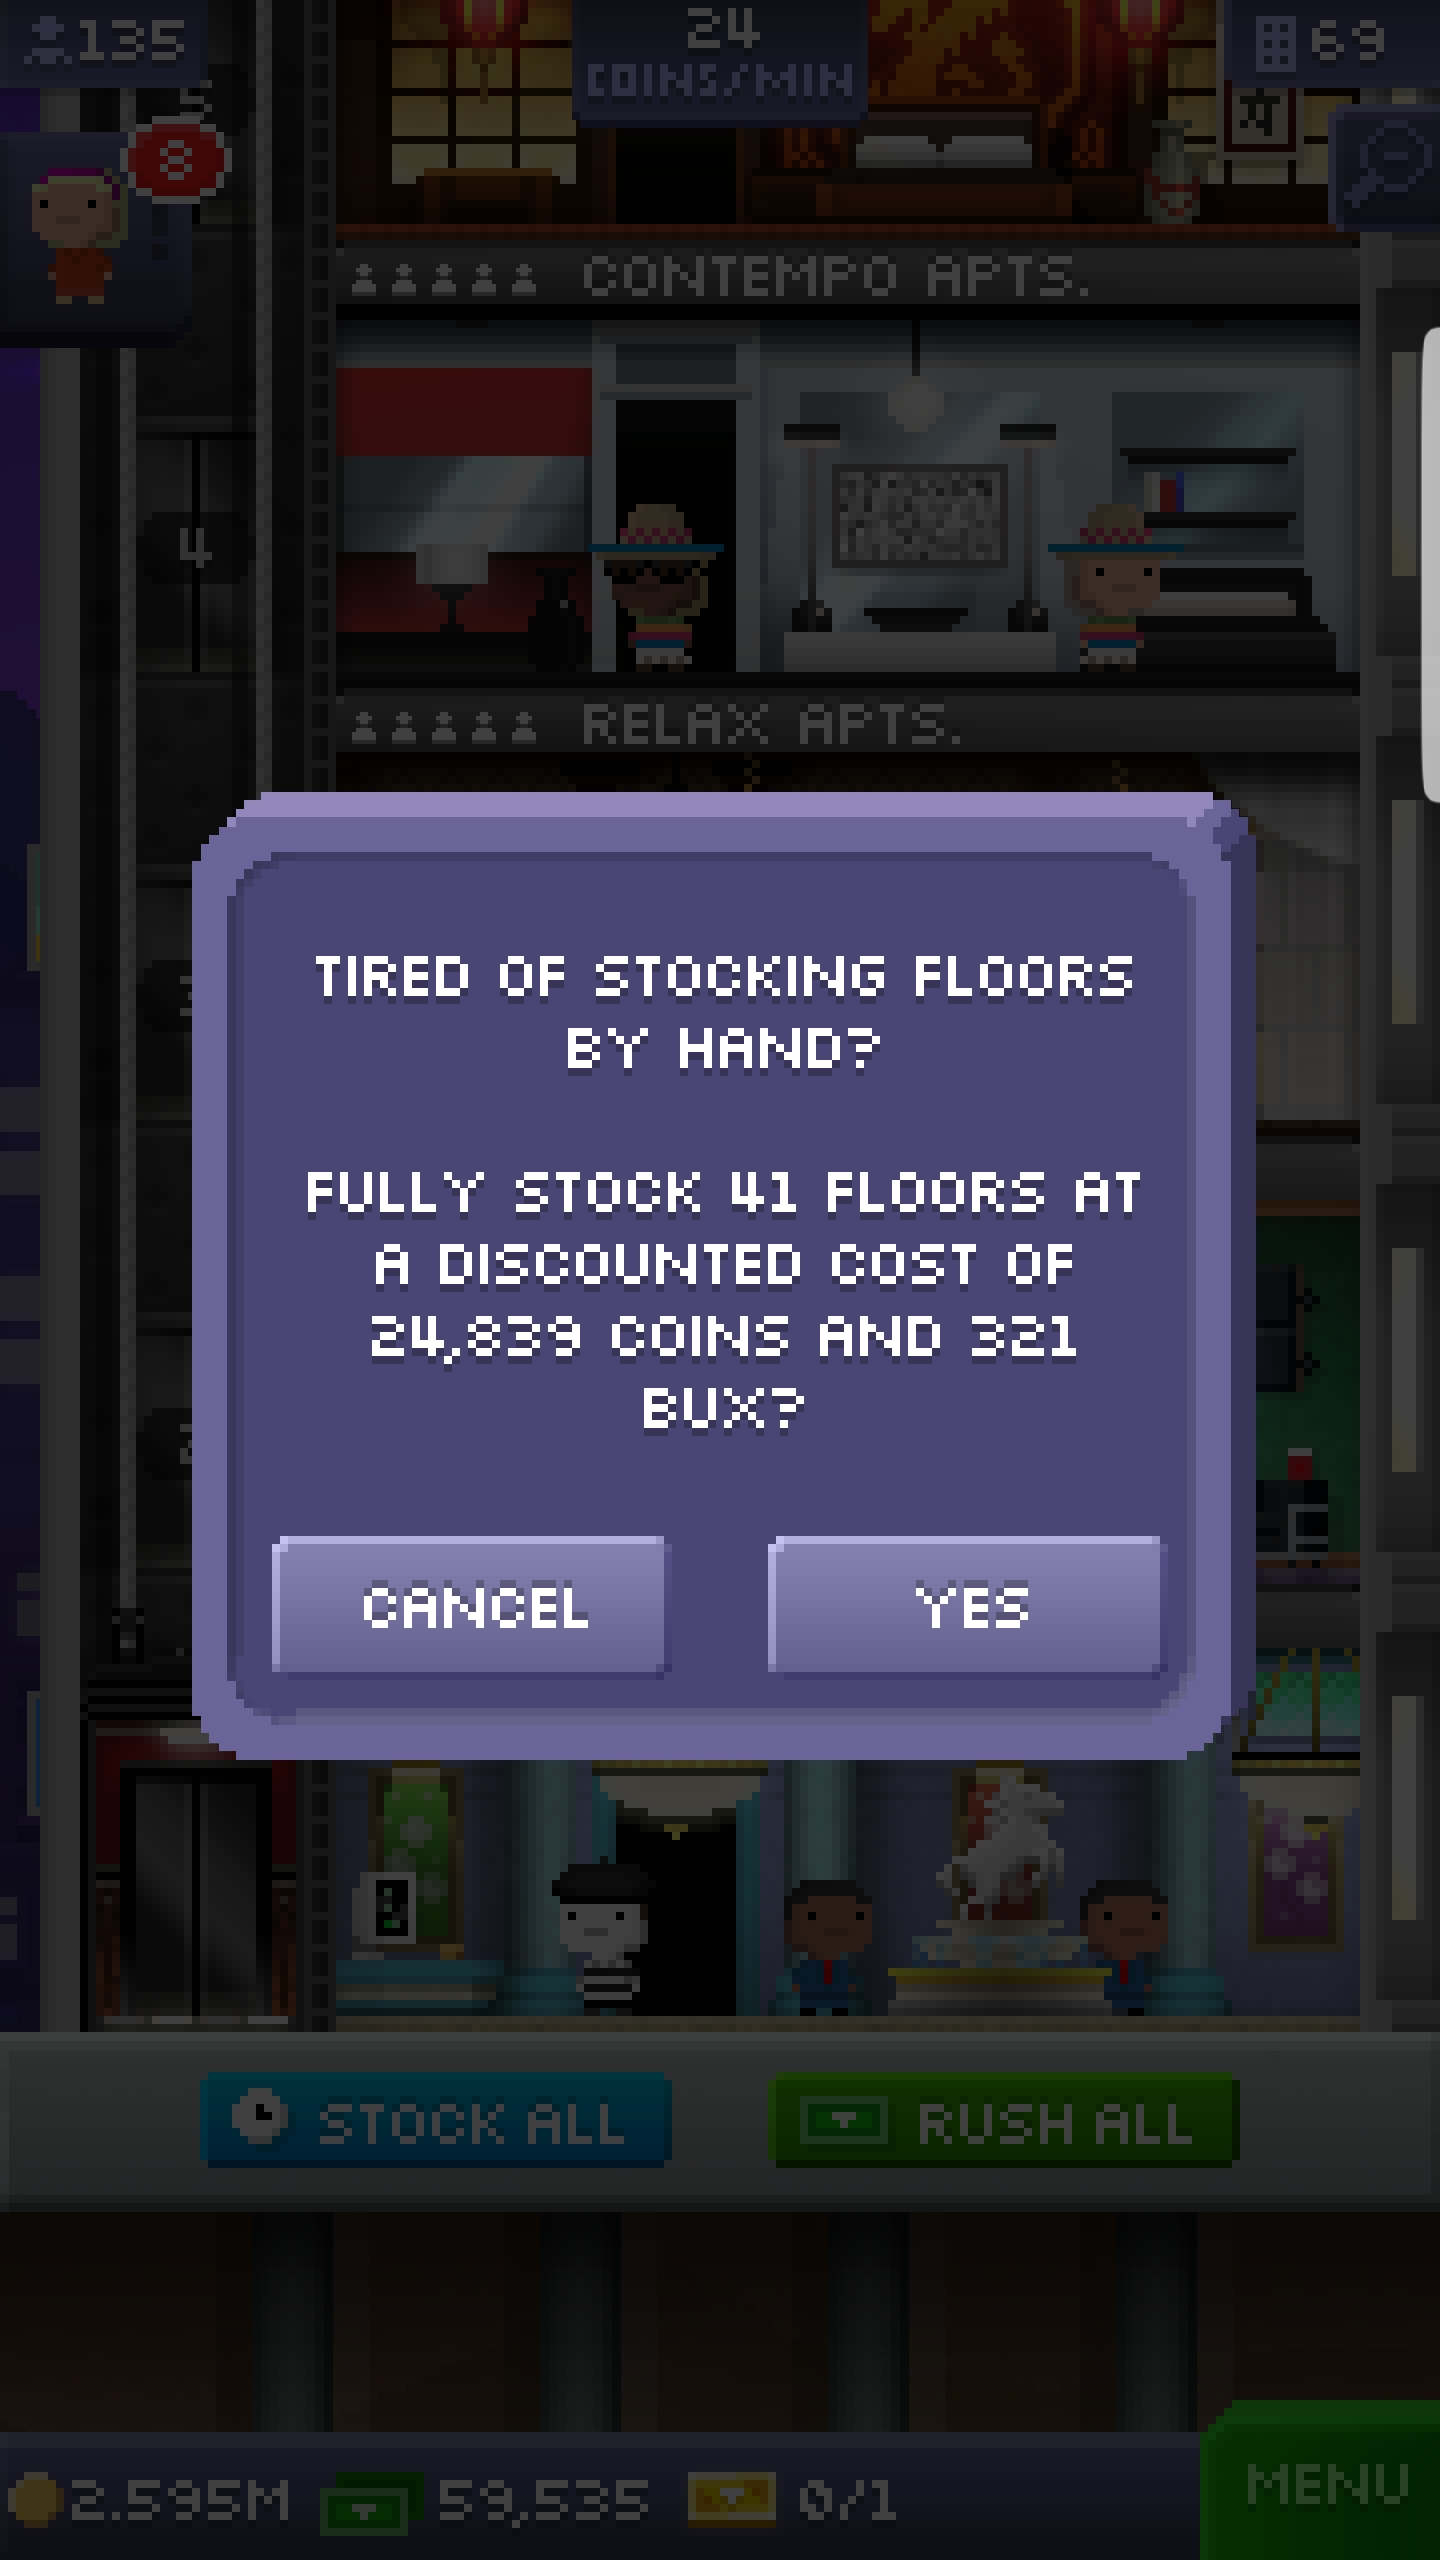 135
24
COINS/MIN
69
5
8
CONTEMPO APTS.
4
RELAX APTS.
TIRED OF STOCKING FLOORS
BY HAND?
FULLY STOCK 41 FLOORS AT
A DISCOUNTED COST OF
24,839 COINS AND 321
BUX?
CANCEL
YES
STOCK ALL
RUSH ALL
2.595M
59,535
0/1
MENU